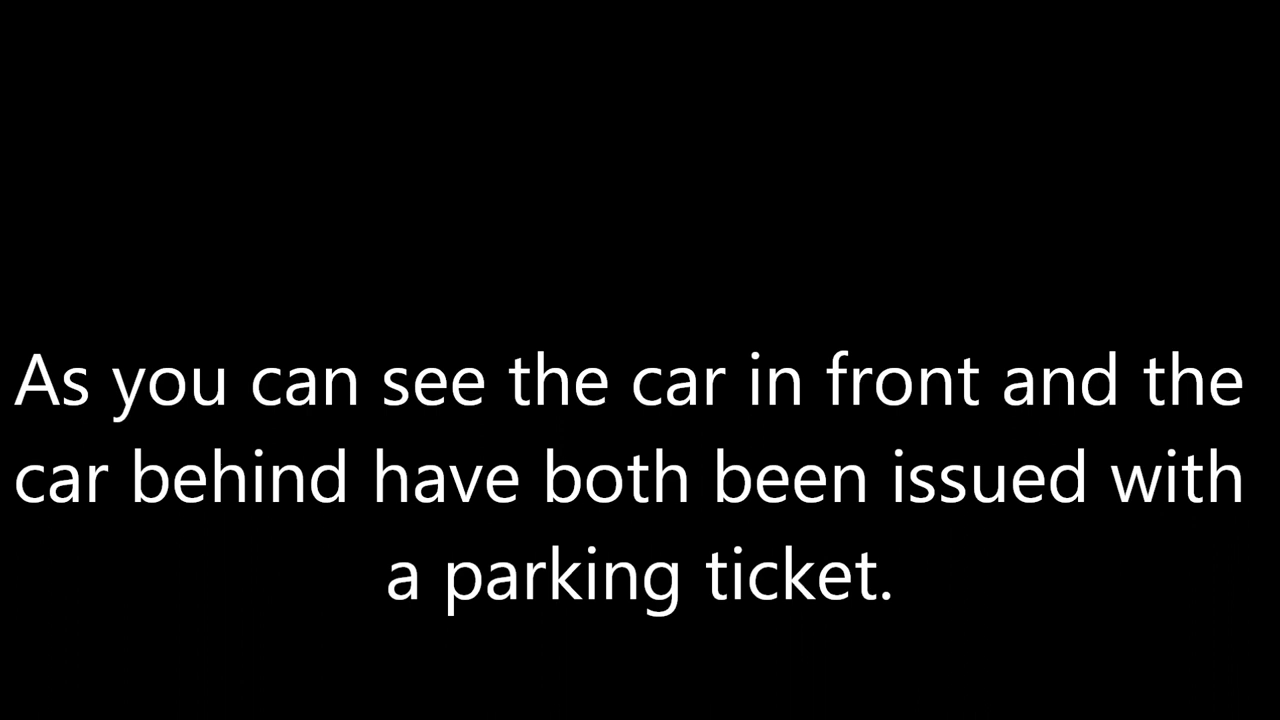 As you can see the car in front and the
car behind have both been issued with
a parking ticket.